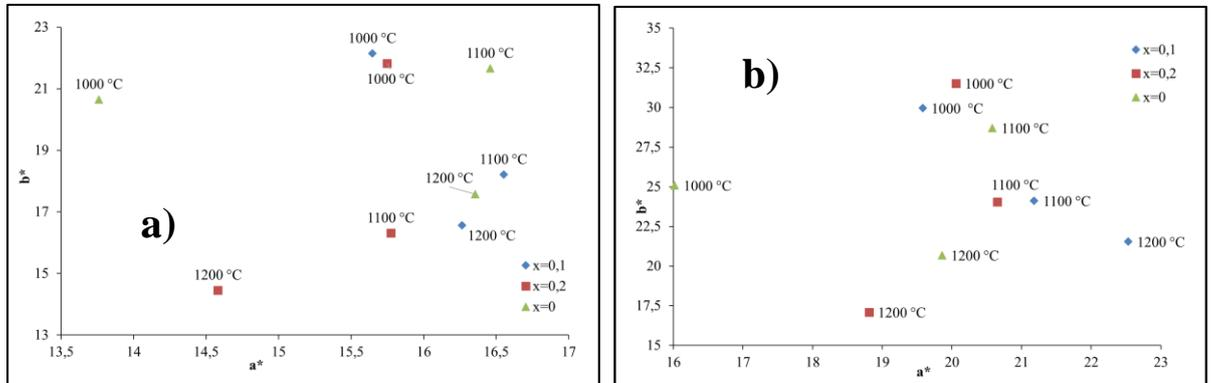 23
21
19
17
15
13
b*
13,5
14
14,5
15
15,5
16
16,5
17
a*
a)
1000 °C
1000 °C
1100 °C
1000 °C
1100 °C
1200 °C
1100 °C
1200 °C
1200 °C
x=0,1
x=0,2
x=0
35
32,5
30
27,5
25
22,5
20
17,5
15
b*
16
17
18
19
20
21
22
23
a*
b)
1000 °C
1000 °C
1100 °C
1000 °C
1100 °C
1100 °C
1200 °C
1200 °C
1200 °C
x=0,1
x=0,2
x=0